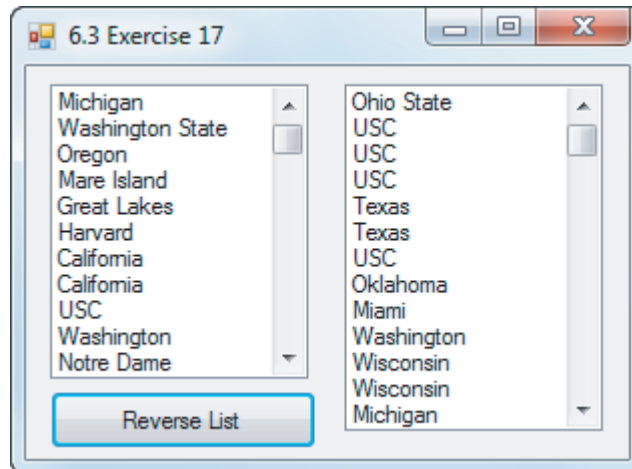 6.3 Exercise 17
Michigan
Washington State
Oregon
Mare Island
Great Lakes
Harvard
California
California
USC
Washington
Notre Dame
Reverse List
Ohio State
USC
USC
USC
Texas
Texas
USC
Oklahoma
Miami
Washington
Wisconsin
Wisconsin
Michigan